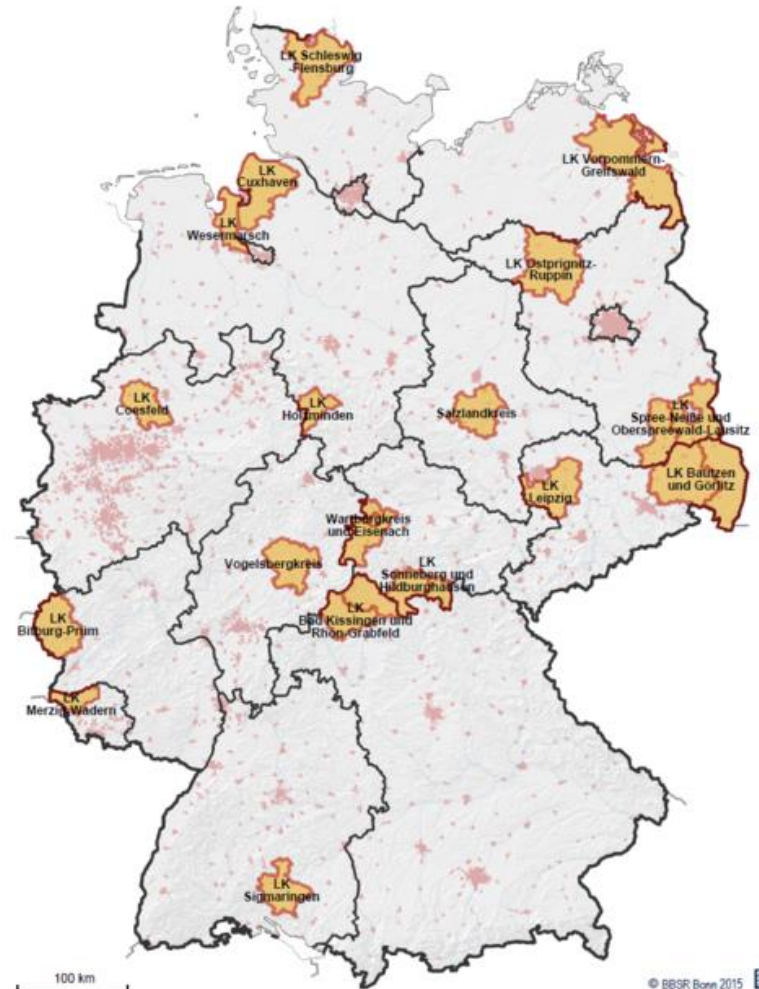 LK Schleswig
-Flensburg
LK Vorpommern-
Greifswald
LK
Cuxhaven
LK
Wesermarsch
LK Ostprignitz-
Ruppin
LK
Coesfeld
LK
Holzminden
Salzlandkreis
LK
Spree-Neiße und
Oberspreewald-Lausitz
LK Bautzen
und Görlitz
LK
Leipzig
Wartburgkreis
und Eisenach
Vogelsbergkreis
LK
Sonneberg und
Hildburghausen
LK
Bad Kissingen und
Rhön-Grabfeld
LK
Bitburg-Prüm
LK
Merzig-Wadern
LK
Sigmaringen
100 km
© BBSR Bonn 2015